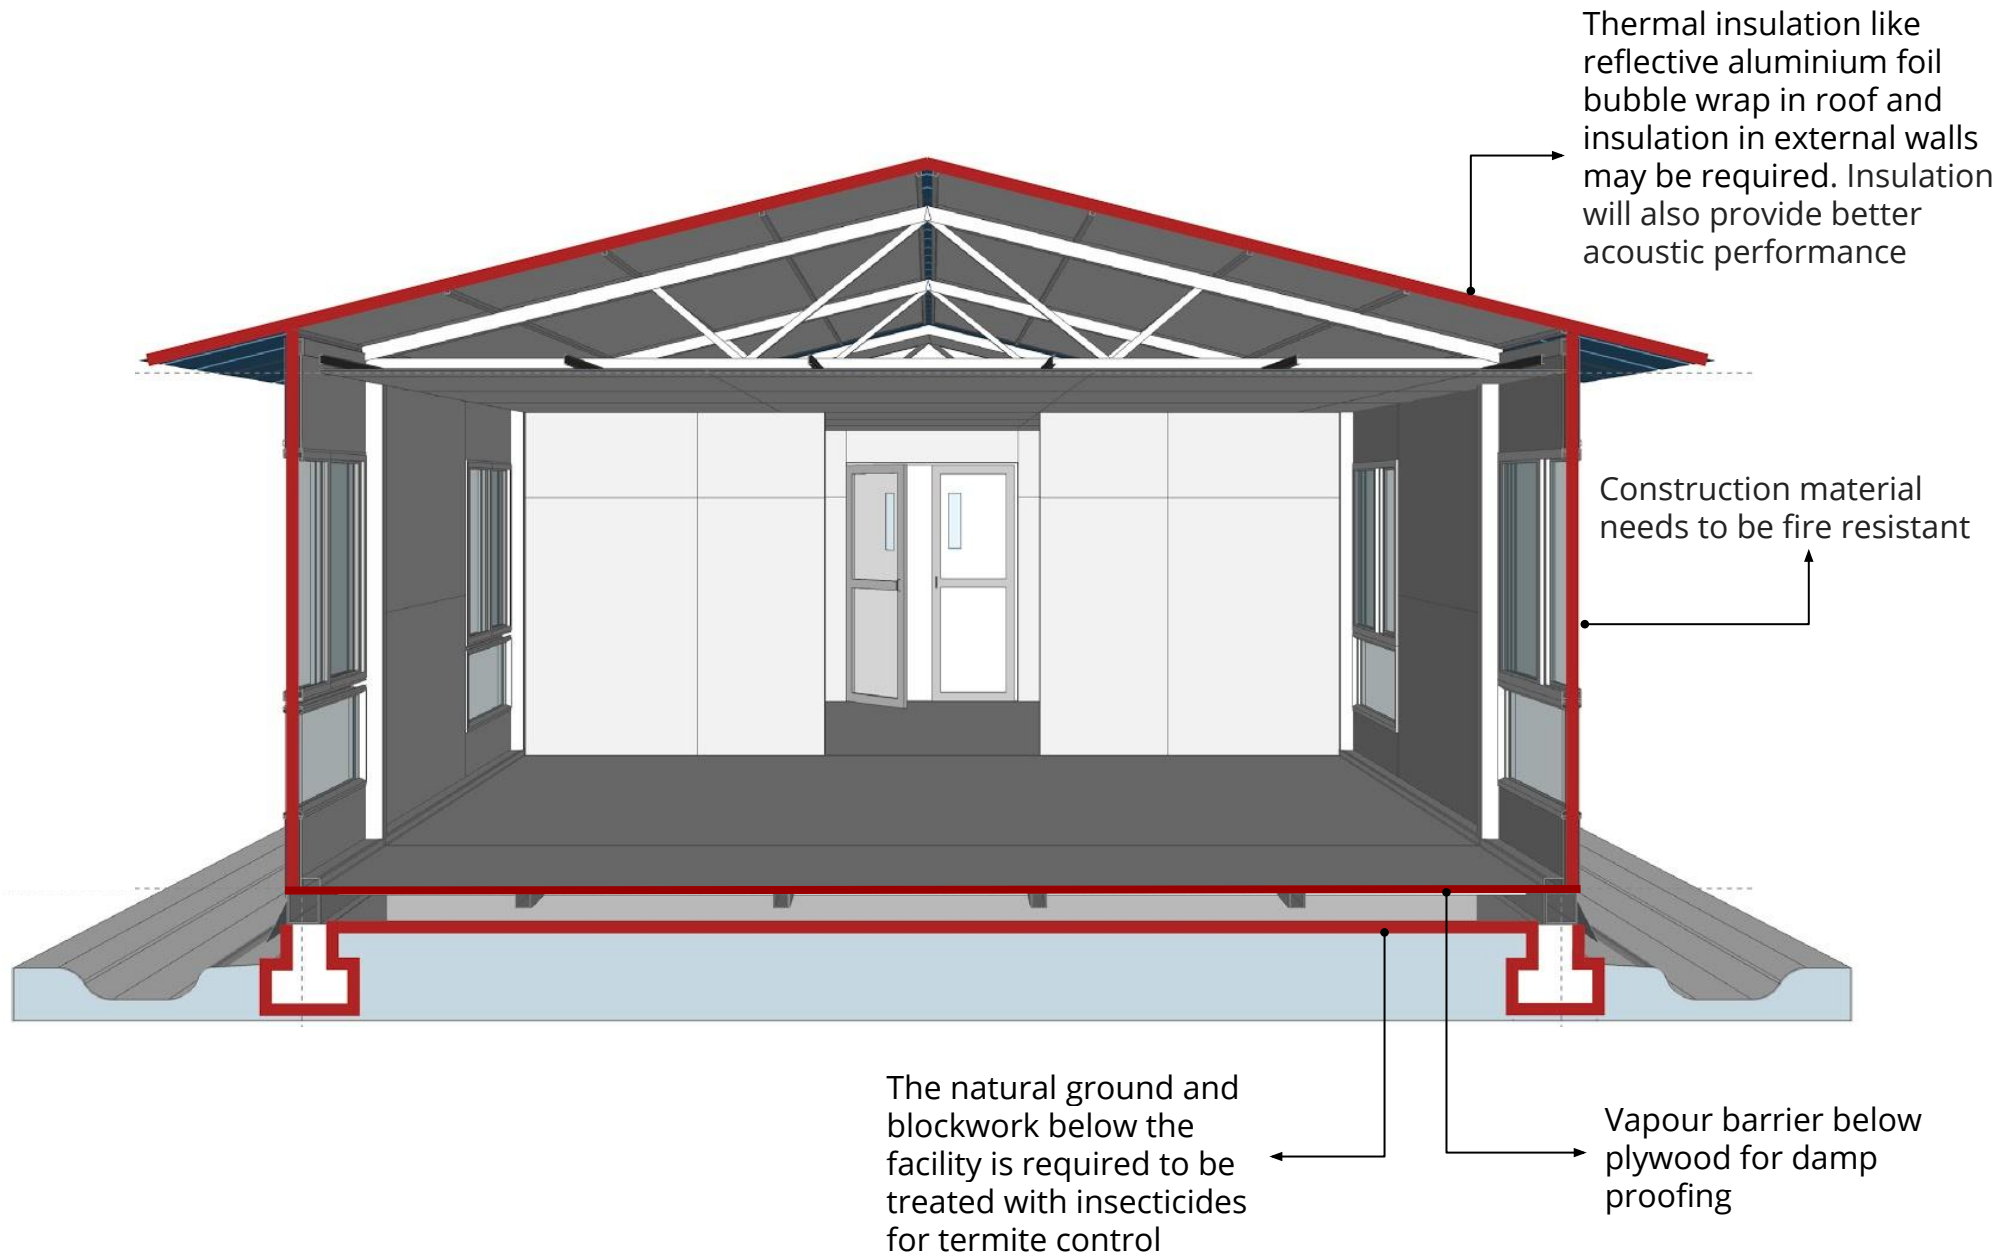 Thermal insulation like
reflective aluminium foil
bubble wrap in roof and
insulation in external walls
may be required. Insulation
will also provide better
acoustic performance
Construction material
needs to be fire resistant
The natural ground and
blockwork below the
facility is required to be
treated with insecticides
for termite control
Vapour barrier below
plywood for damp
proofing